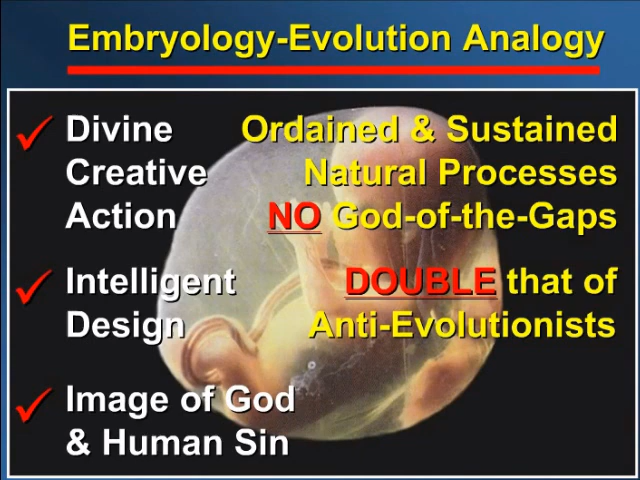 Embryology-Evolution Analogy
Divine Ordained & Sustained
Creative Natural Processes
Action NO God-of-the-Gaps
Intelligent DOUBLE that of
Design Anti-Evolutionists
Image of God
& Human Sin